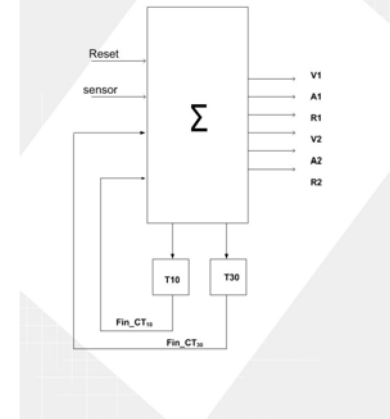 Reset
sensor
Σ
V1
A1
R1
V2
A2
R2
T10
T30
Fin_CT₁₀
Fin_CT₃₀